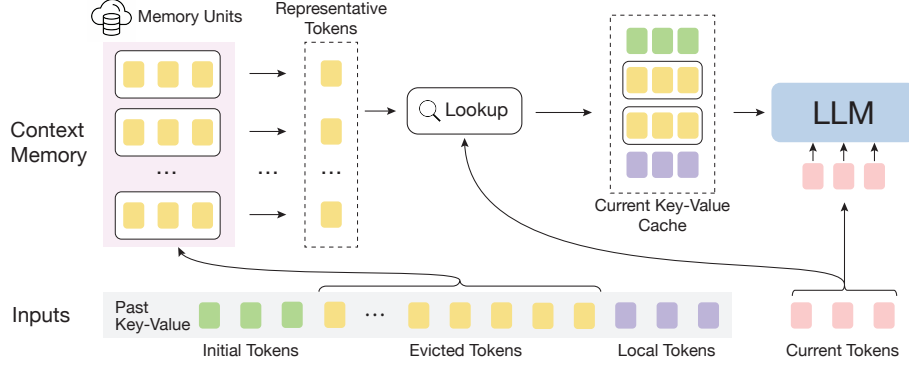 Memory Units
Representative
Tokens
...
...
...
Context
Memory
Lookup
LLM
Current Key-Value
Cache
Inputs
Past
Key-Value
...
Initial Tokens
Evicted Tokens
Local Tokens
Current Tokens